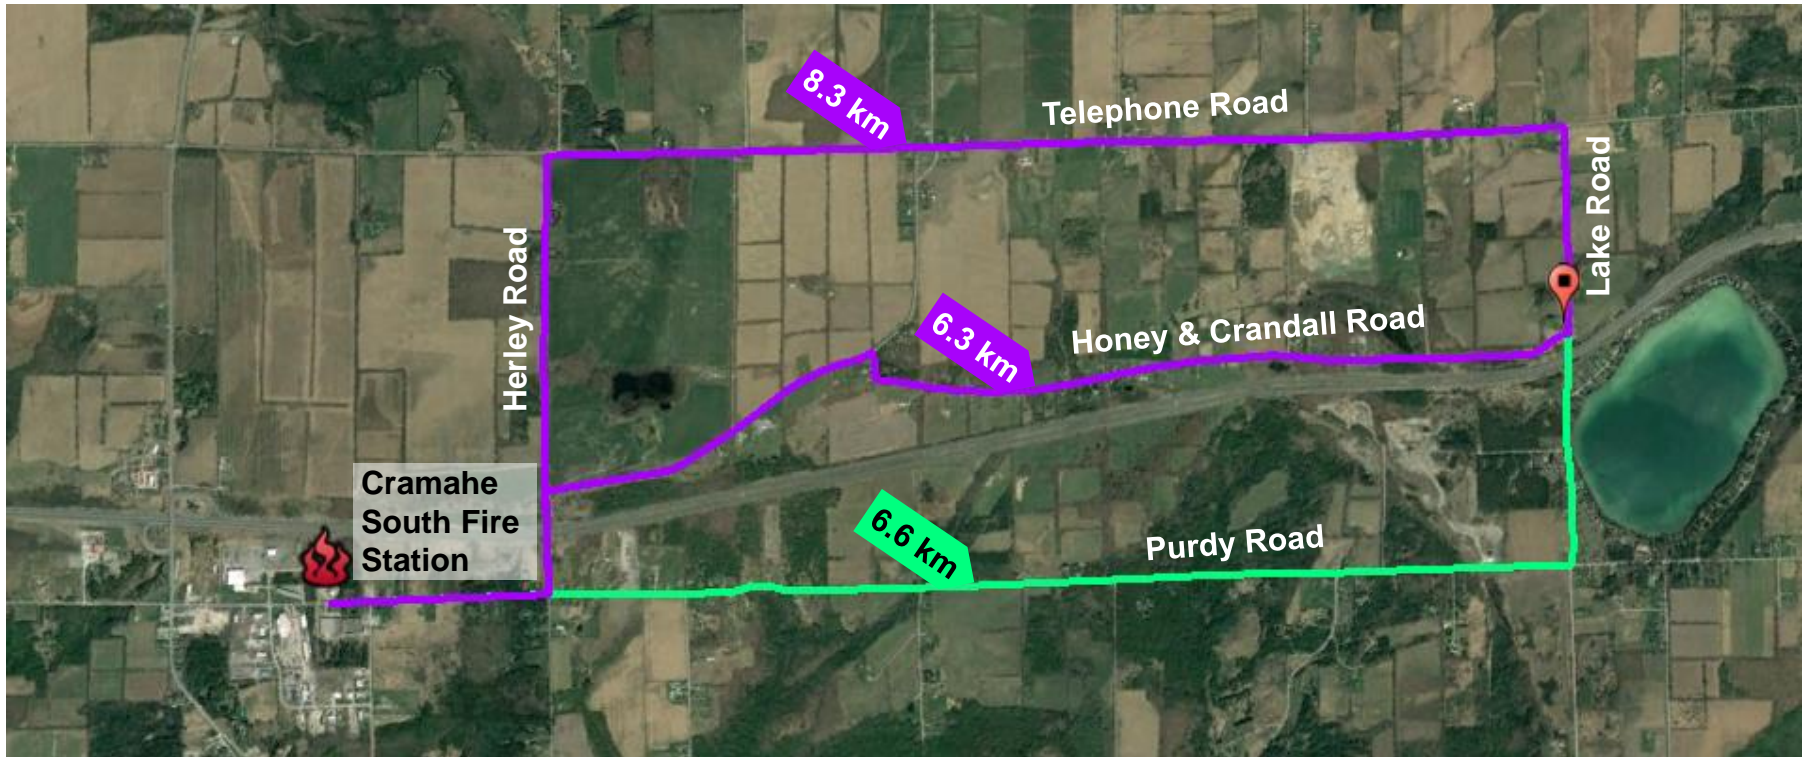 8.3 km
Telephone Road
Lake Road
Herley Road
6.3 km
Honey & Crandall Road
Cramahe
South Fire
Station
6.6 km
Purdy Road